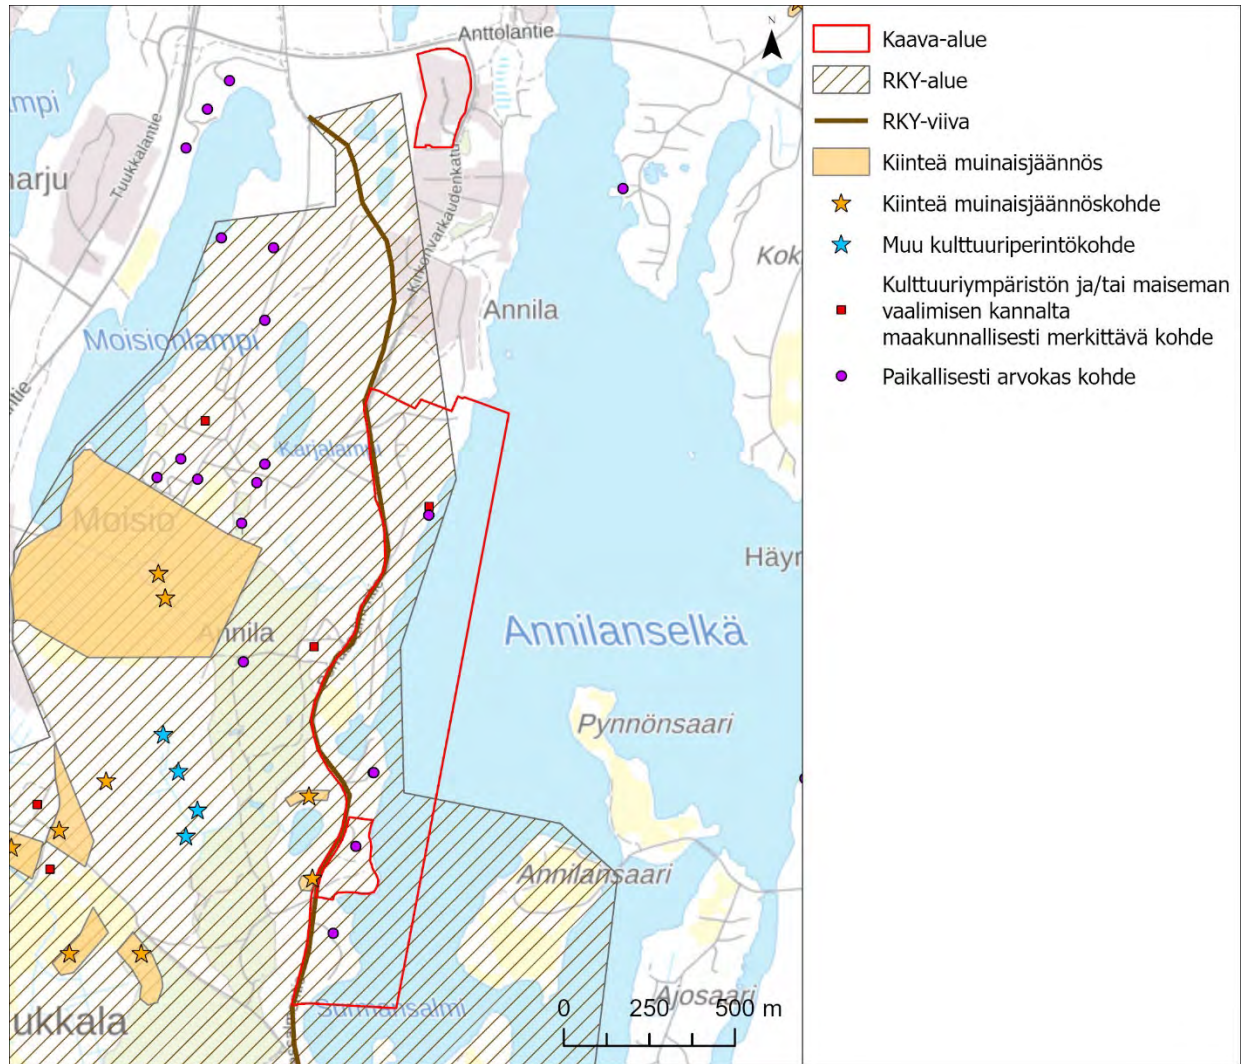 Anttolantie
N
mpi
Tuukkalantie
harju
Kirkonvarkaudenkatu
Kok
Annila
Moisionlampi
Karjalampi
Moisio
Häyr
Annila
Annilanselkä
Pynnönsaari
Annilansaari
Ajosaari
Surmansalmi
ukkala
0 250 500 m
Kaava-alue
RKY-alue
RKY-viiva
Kiinteä muinaisjäännös
Kiinteä muinaisjäännöskohde
Muu kulttuuriperintökohde
Kulttuuriympäristön ja/tai maiseman
vaalimisen kannalta
maakunnallisesti merkittävä kohde
Paikallisesti arvokas kohde